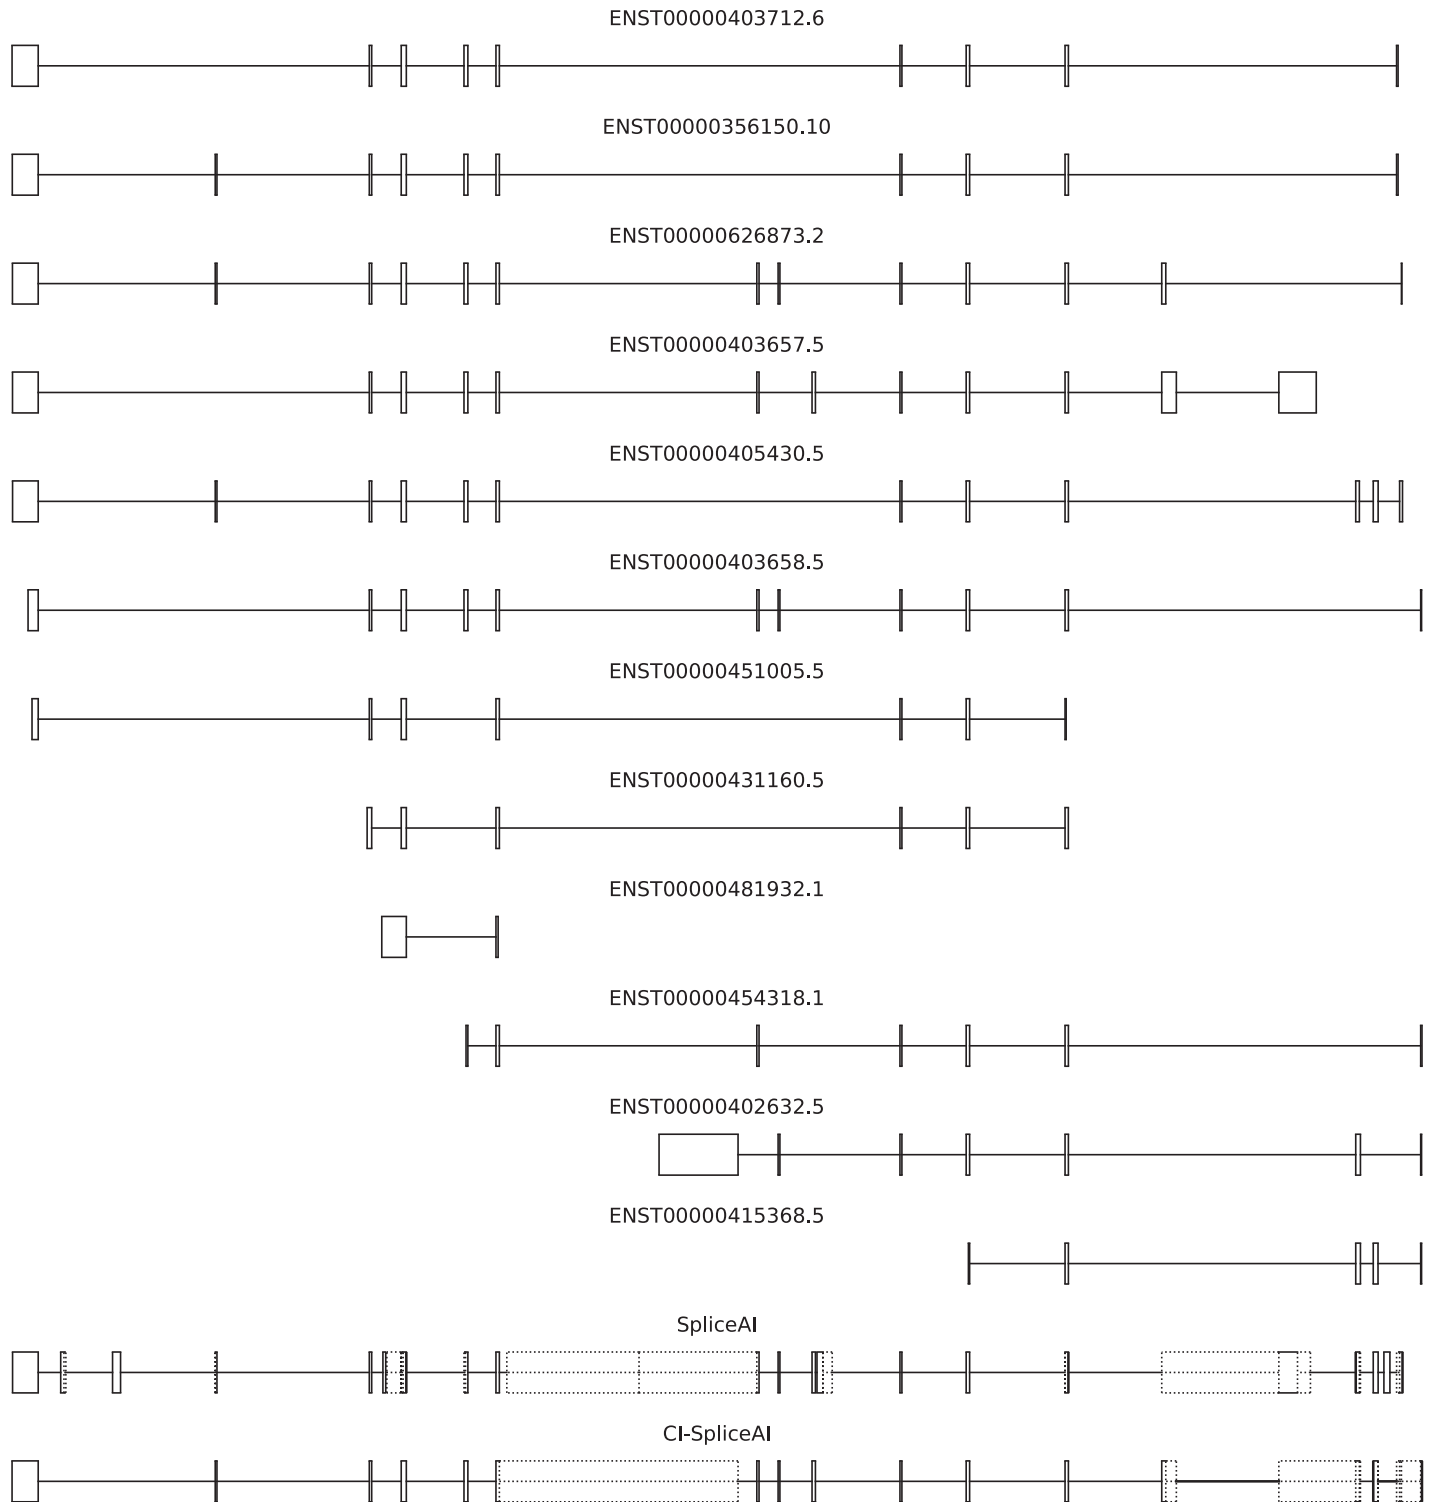 ENST00000403712.6
ENST00000356150.10
ENST00000626873.2
ENST00000403657.5
ENST00000405430.5
ENST00000403658.5
ENST00000451005.5
ENST00000431160.5
ENST00000481932.1
ENST00000454318.1
ENST00000402632.5
ENST00000415368.5
SpliceAI
CI-SpliceAI